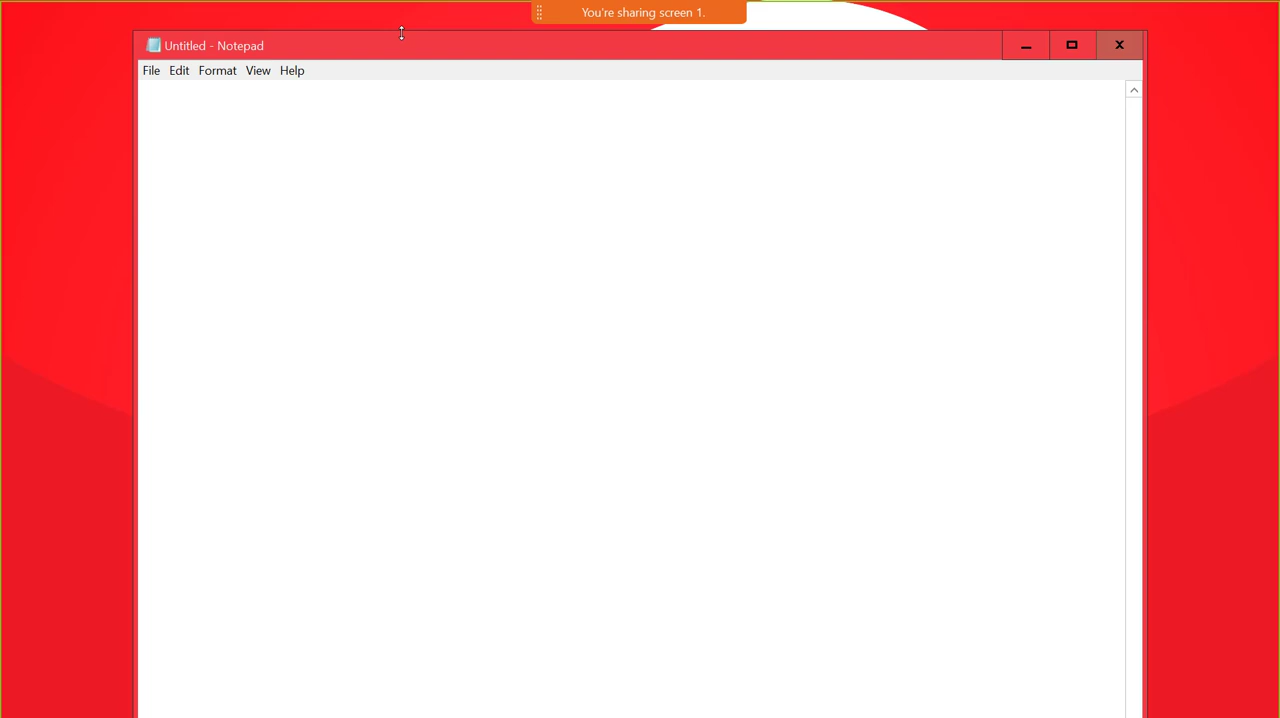 You're sharing screen 1.
Untitled - Notepad
File Edit Format View Help